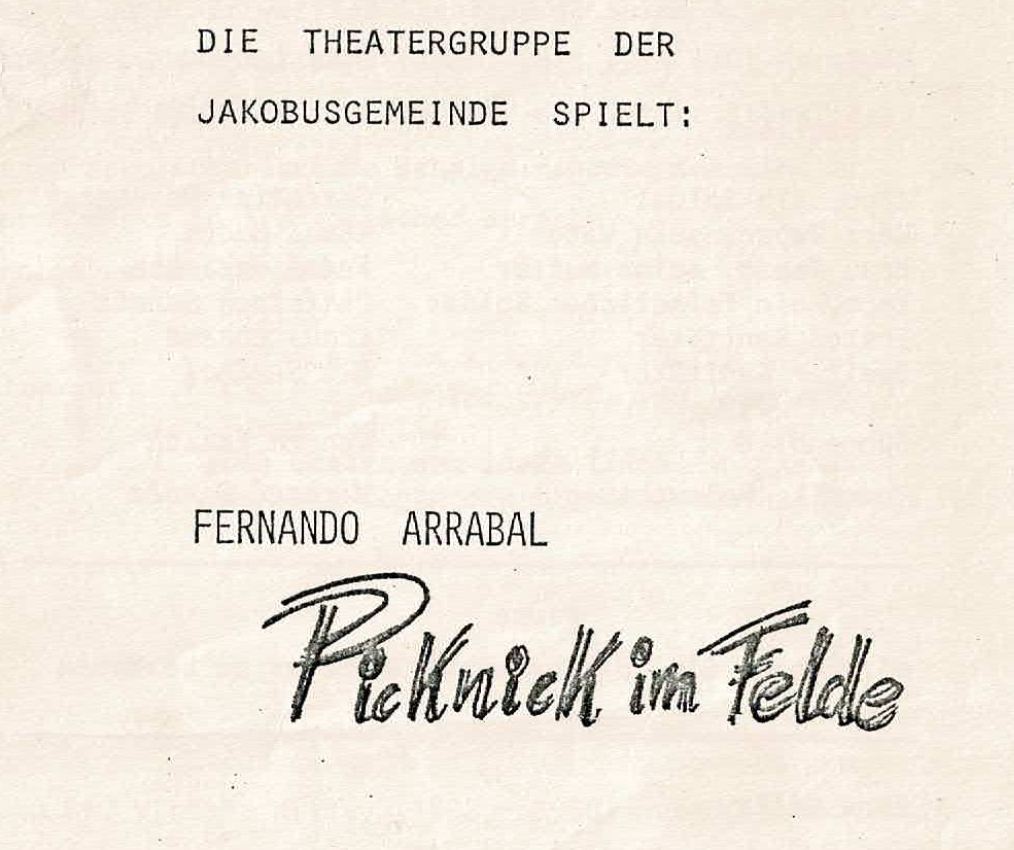 DIE THEATERGRUPPE DER
JAKOBUSGEMEINDE SPIELT:
FERNANDO ARRABAL
Picknick im Felde